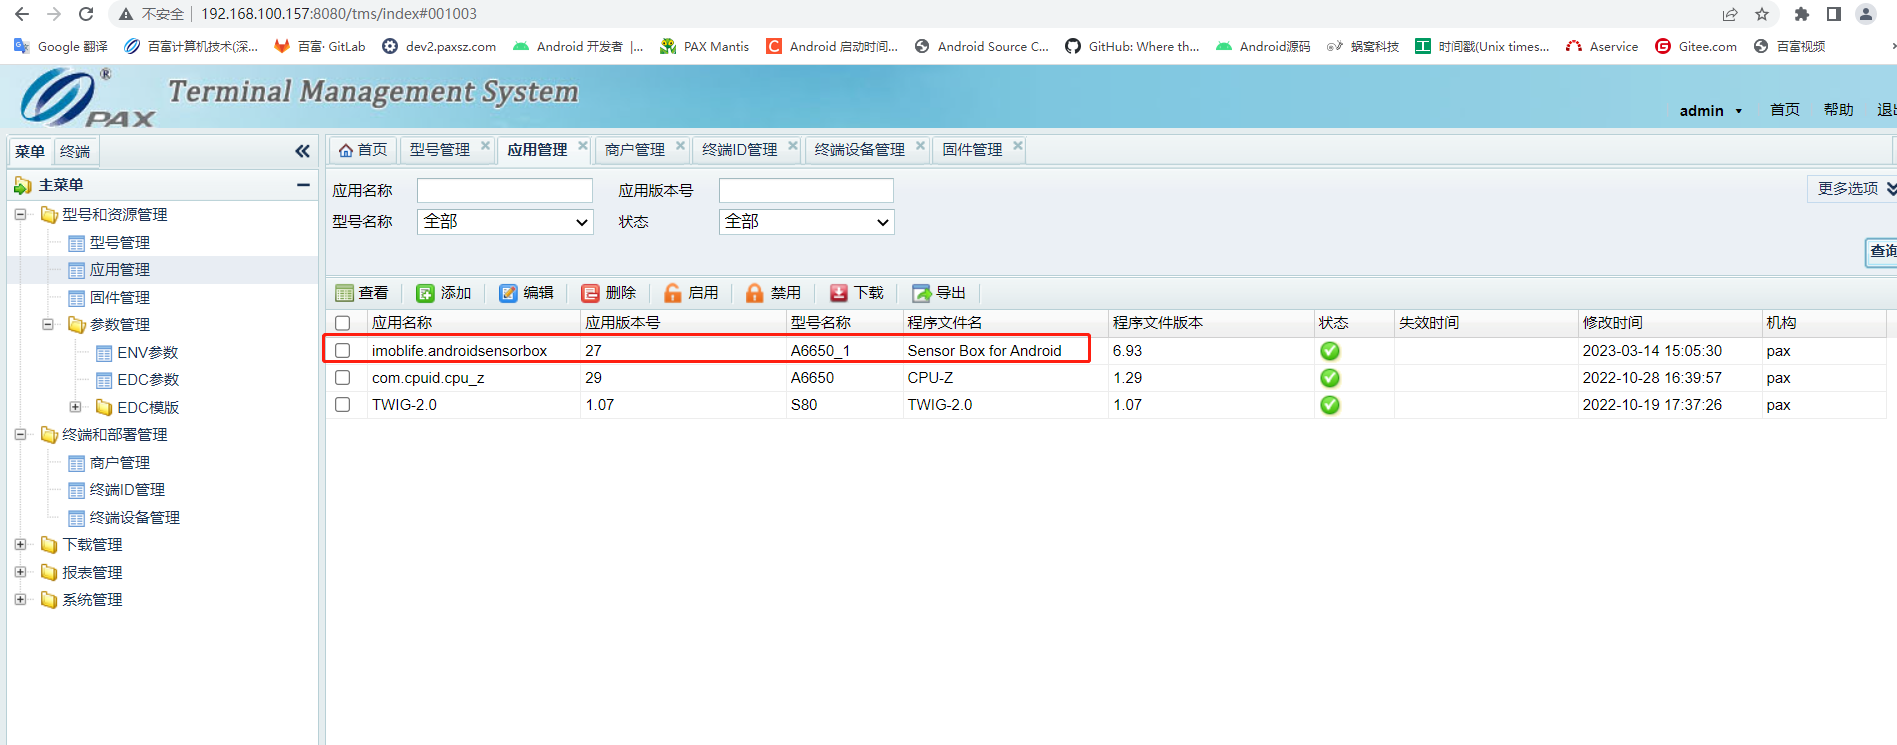 不安全 192.168.100.157:8080/tms/index#001003
Google 翻译 百富计算机技术(深... 百富· GitLab dev2.paxsz.com Android 开发者 |... PAX Mantis Android 启动时间... Android Source C... GitHub: Where th... Android源码 蜗窝科技 时间戳(Unix times... Aservice Gitee.com 百富视频
PAX ® Terminal Management System
admin 首页 帮助 退出
菜单 终端
首页 型号管理 应用管理 商户管理 终端ID管理 终端设备管理 固件管理
主菜单
型号和资源管理
型号管理
应用管理
固件管理
参数管理
ENV参数
EDC参数
EDC模版
终端和部署管理
商户管理
终端ID管理
终端设备管理
下载管理
报表管理
系统管理
应用名称 应用版本号 更多选项
型号名称 全部 状态 全部
查询
查看 添加 编辑 删除 启用 禁用 下载 导出
应用名称 应用版本号 型号名称 程序文件名 程序文件版本 状态 失效时间 修改时间 机构
imoblife.androidsensorbox 27 A6650_1 Sensor Box for Android 6.93 2023-03-14 15:05:30 pax
com.cpuid.cpu_z 29 A6650 CPU-Z 1.29 2022-10-28 16:39:57 pax
TWIG-2.0 1.07 S80 TWIG-2.0 1.07 2022-10-19 17:37:26 pax